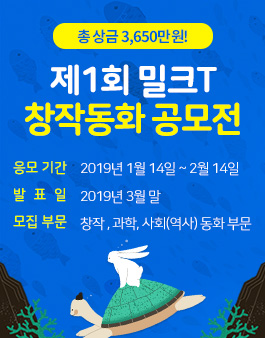 총 상금 3,650만원!
제1회 밀크T
창작동화 공모전
응모 기간 2019년 1월 14일 ~ 2월 14일
발 표 일 2019년 3월 말
모집 부문 창작 , 과학, 사회(역사) 동화 부문